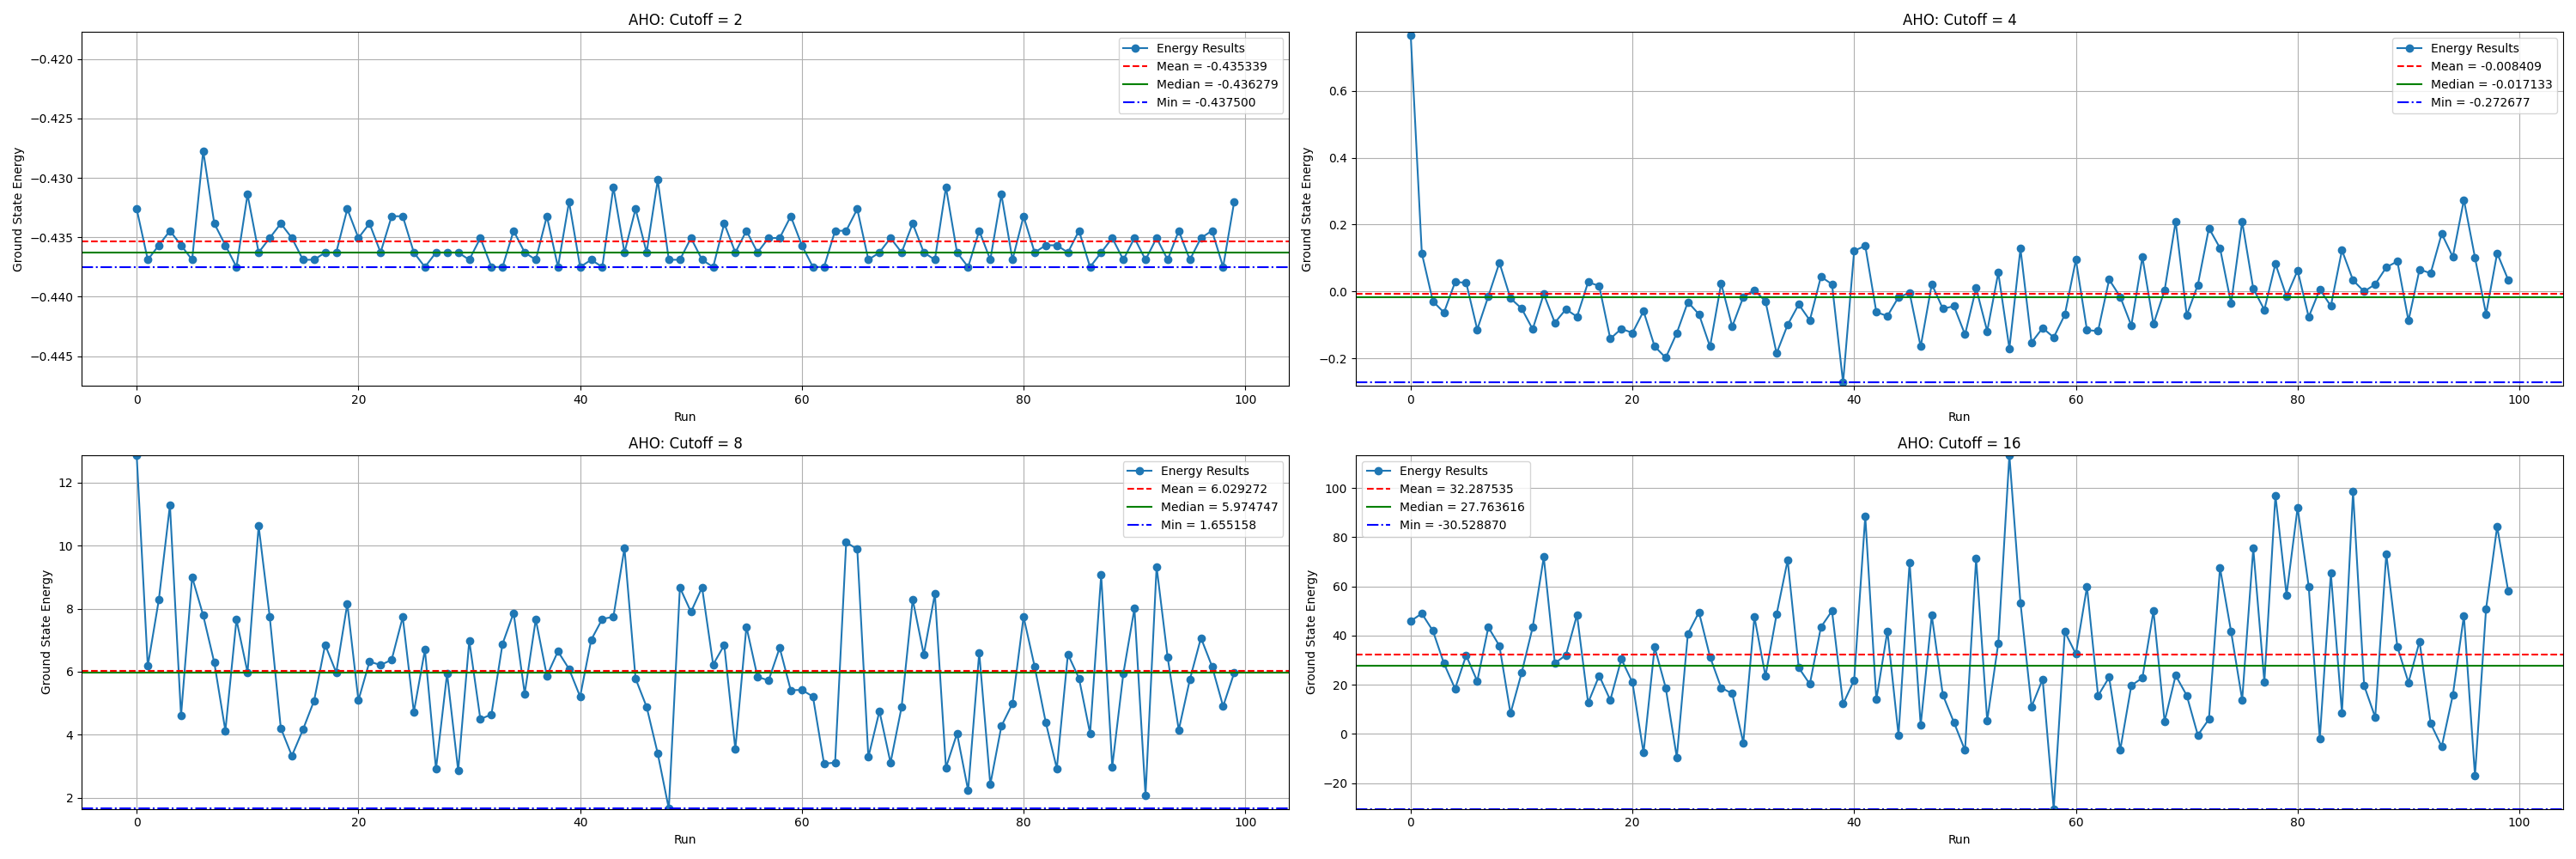 AHO: Cutoff = 2
Ground State Energy
−0.420
−0.425
−0.430
−0.435
−0.440
−0.445
Energy Results
Mean = -0.435339
Median = -0.436279
Min = -0.437500
0 20 40 60 80 100
Run
AHO: Cutoff = 4
Ground State Energy
0.6
0.4
0.2
0.0
−0.2
Energy Results
Mean = -0.008409
Median = -0.017133
Min = -0.272677
0 20 40 60 80 100
Run
AHO: Cutoff = 8
Ground State Energy
12
10
8
6
4
2
Energy Results
Mean = 6.029272
Median = 5.974747
Min = 1.655158
0 20 40 60 80 100
Run
AHO: Cutoff = 16
Ground State Energy
100
80
60
40
20
0
−20
Energy Results
Mean = 32.287535
Median = 27.763616
Min = -30.528870
0 20 40 60 80 100
Run